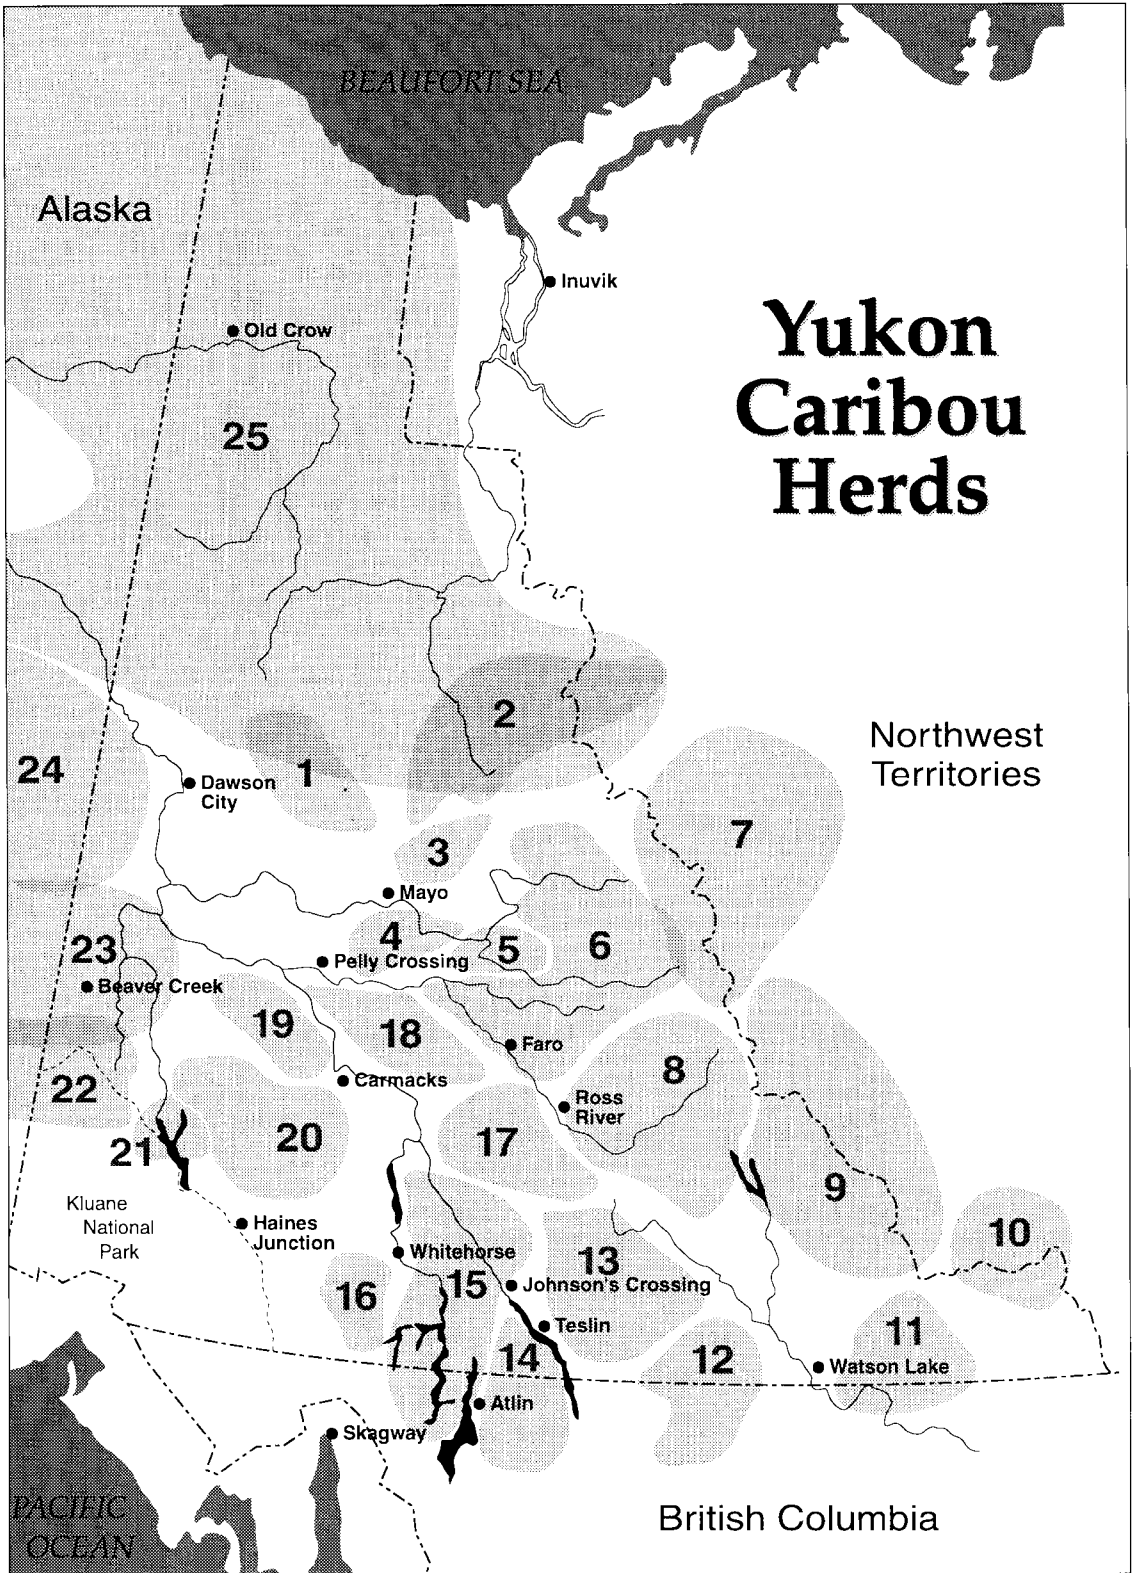 BEAUFORT SEA
Alaska
Inuvik
Old Crow
Yukon
Caribou
Herds
25
2
1
24
Dawson
City
Northwest
Territories
7
3
Mayo
4
5
6
23
Pelly Crossing
Beaver Creek
19
18
Faro
8
22
Carmacks
Ross
River
20
17
21
9
Kluane
National
Park
Haines
Junction
10
Whitehorse
13
15
Johnson's Crossing
16
Teslin
11
14
12
Watson Lake
Atlin
Skagway
PACIFIC
OCEAN
British Columbia